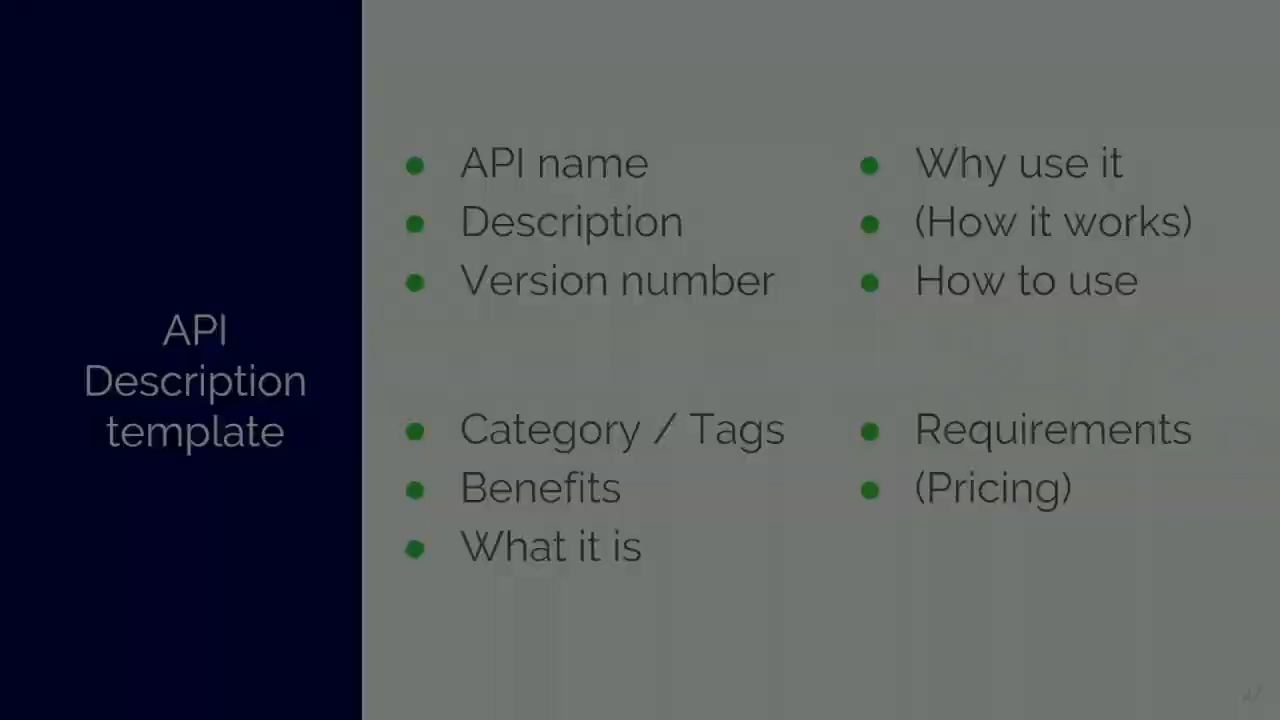 API
Description
template
API name
Description
Version number
Category / Tags
Benefits
What it is
Why use it
(How it works)
How to use
Requirements
(Pricing)